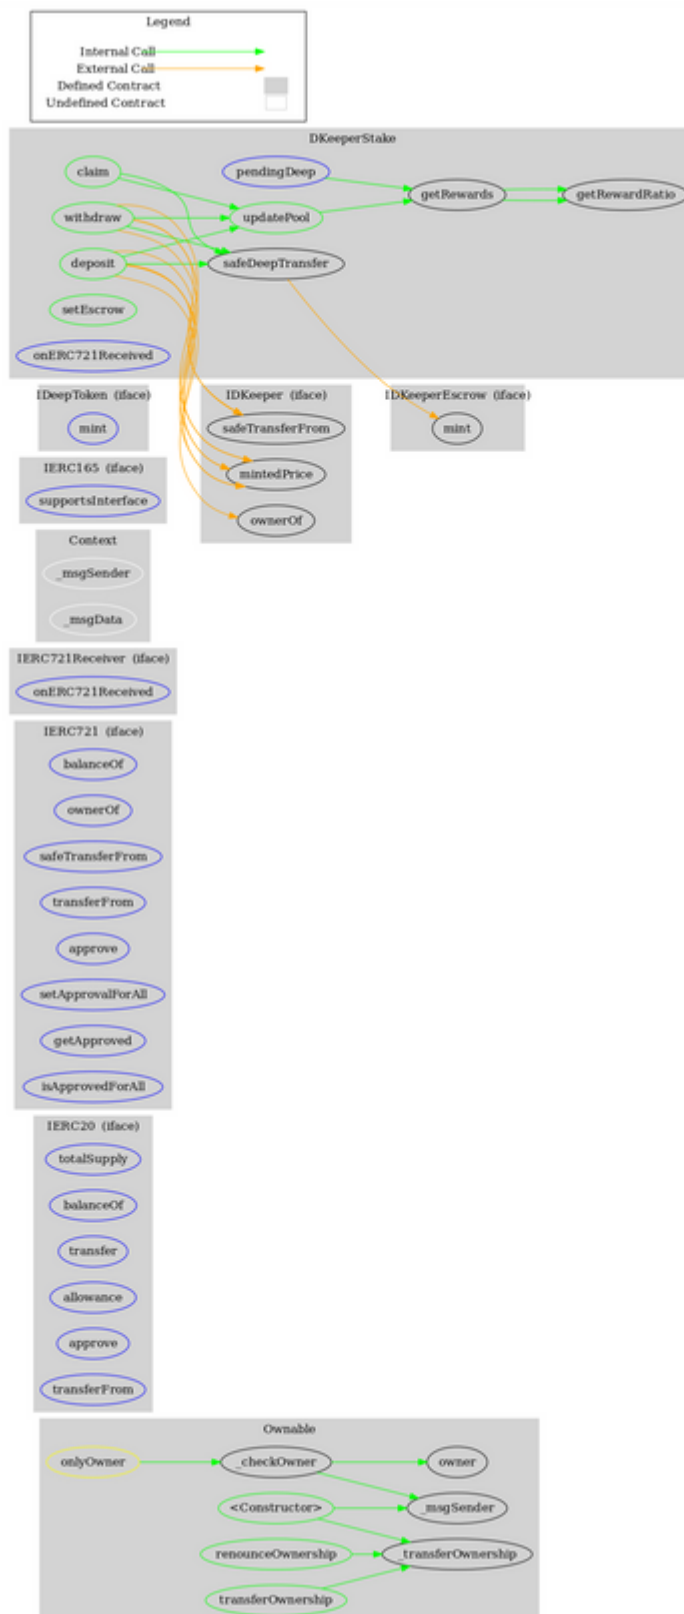 Legend
Internal Call
External Call
Defined Contract
Undefined Contract
DKeeperStake
claim
pendingDeep
getRewards
getRewardRatio
withdraw
updatePool
deposit
safeDeepTransfer
setEscrow
onERC721Received
IDeepToken (iface)
mint
IDKeeper (iface)
safeTransferFrom
mintedPrice
ownerOf
IDKeeperEscrow (iface)
mint
IERC165 (iface)
supportsInterface
Context
_msgSender
_msgData
IERC721Receiver (iface)
onERC721Received
IERC721 (iface)
balanceOf
ownerOf
safeTransferFrom
transferFrom
approve
setApprovalForAll
getApproved
isApprovedForAll
IERC20 (iface)
totalSupply
balanceOf
transfer
allowance
approve
transferFrom
Ownable
onlyOwner
_checkOwner
owner
<Constructor>
_msgSender
renounceOwnership
_transferOwnership
transferOwnership